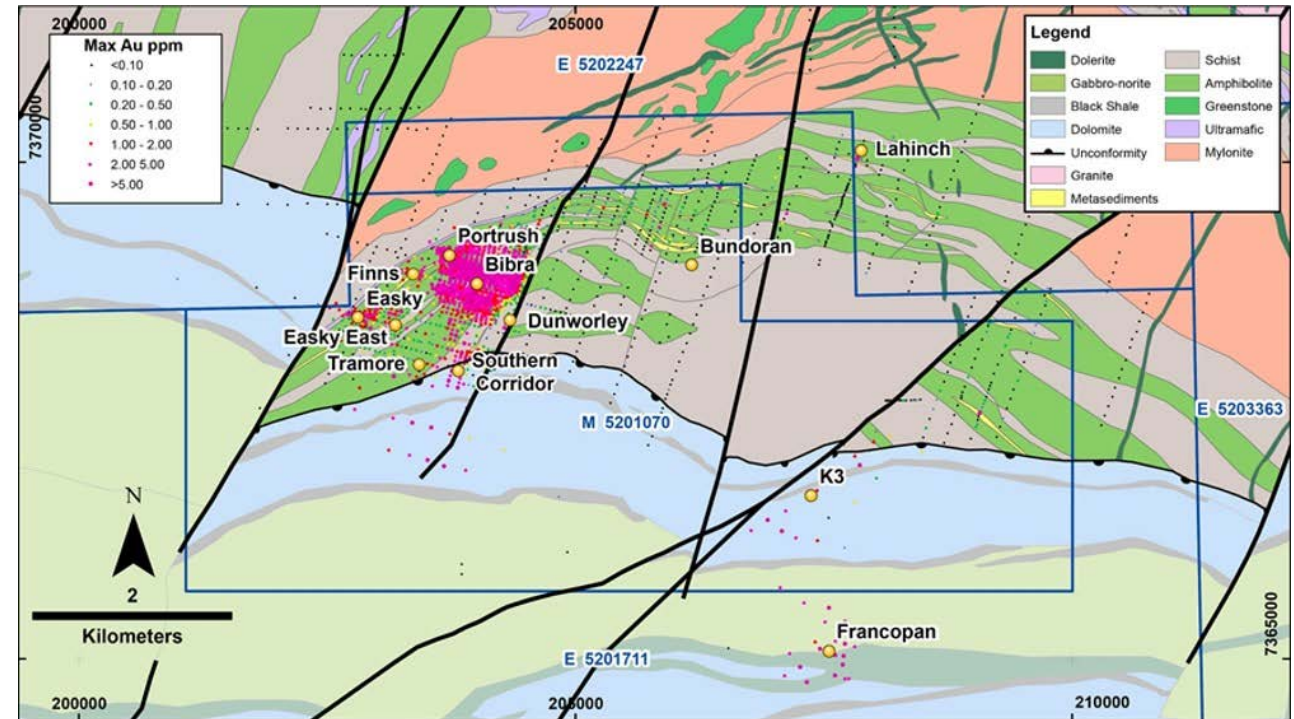 200000
205000
Max Au ppm
<0.10
0.10 - 0.20
0.20 - 0.50
0.50 - 1.00
1.00 - 2.00
2.00 5.00
>5.00
E 5202247
Legend
Dolerite
Gabbro-norite
Black Shale
Dolomite
Unconformity
Granite
Metasediments
Schist
Amphibolite
Greenstone
Ultramafic
Mylonite
7370000
Lahinch
Portrush
Bundoran
Bibra
Finns
Easky
Dunworley
Easky East
Tramore
Southern
Corridor
M 5201070
E 5203363
K3
N
2
Kilometers
Francopan
E 5201711
7365000
200000
205000
210000